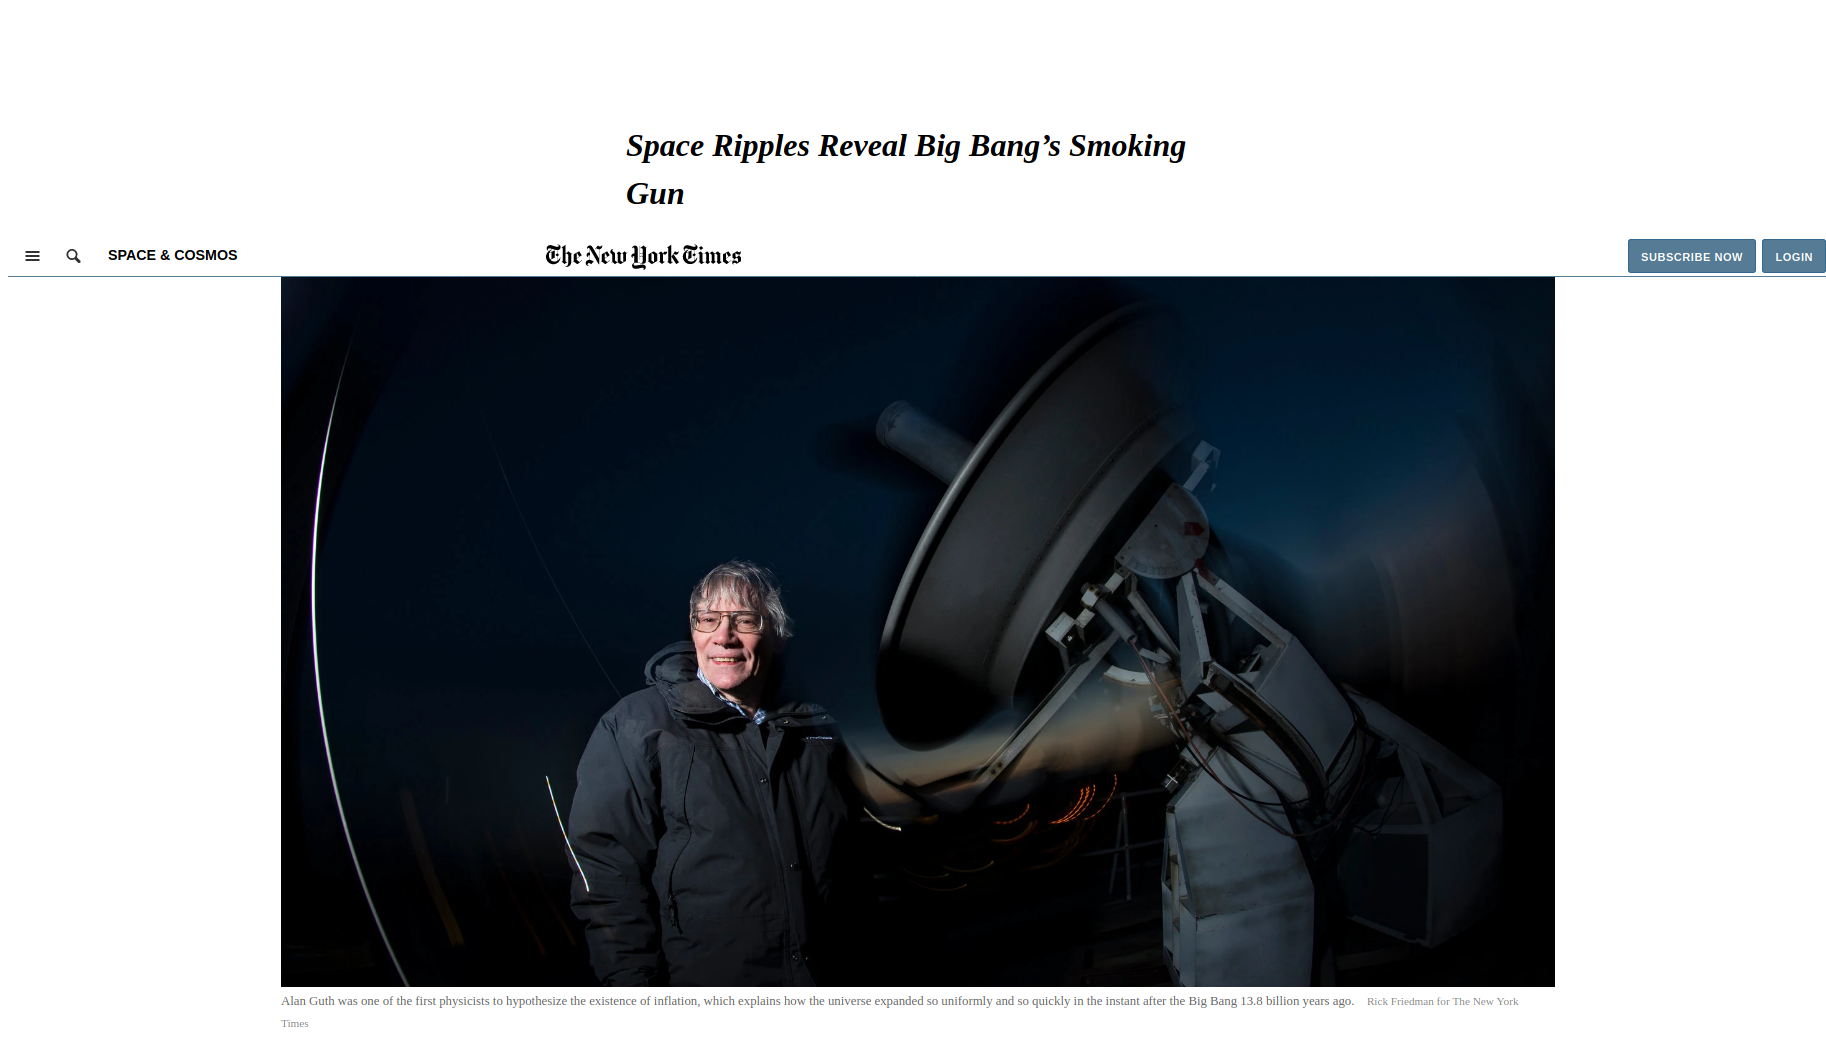 Space Ripples Reveal Big Bang’s Smoking
Gun
SPACE & COSMOS
The New York Times
SUBSCRIBE NOW
LOGIN
Alan Guth was one of the first physicists to hypothesize the existence of inflation, which explains how the universe expanded so uniformly and so quickly in the instant after the Big Bang 13.8 billion years ago. Rick Friedman for The New York
Times